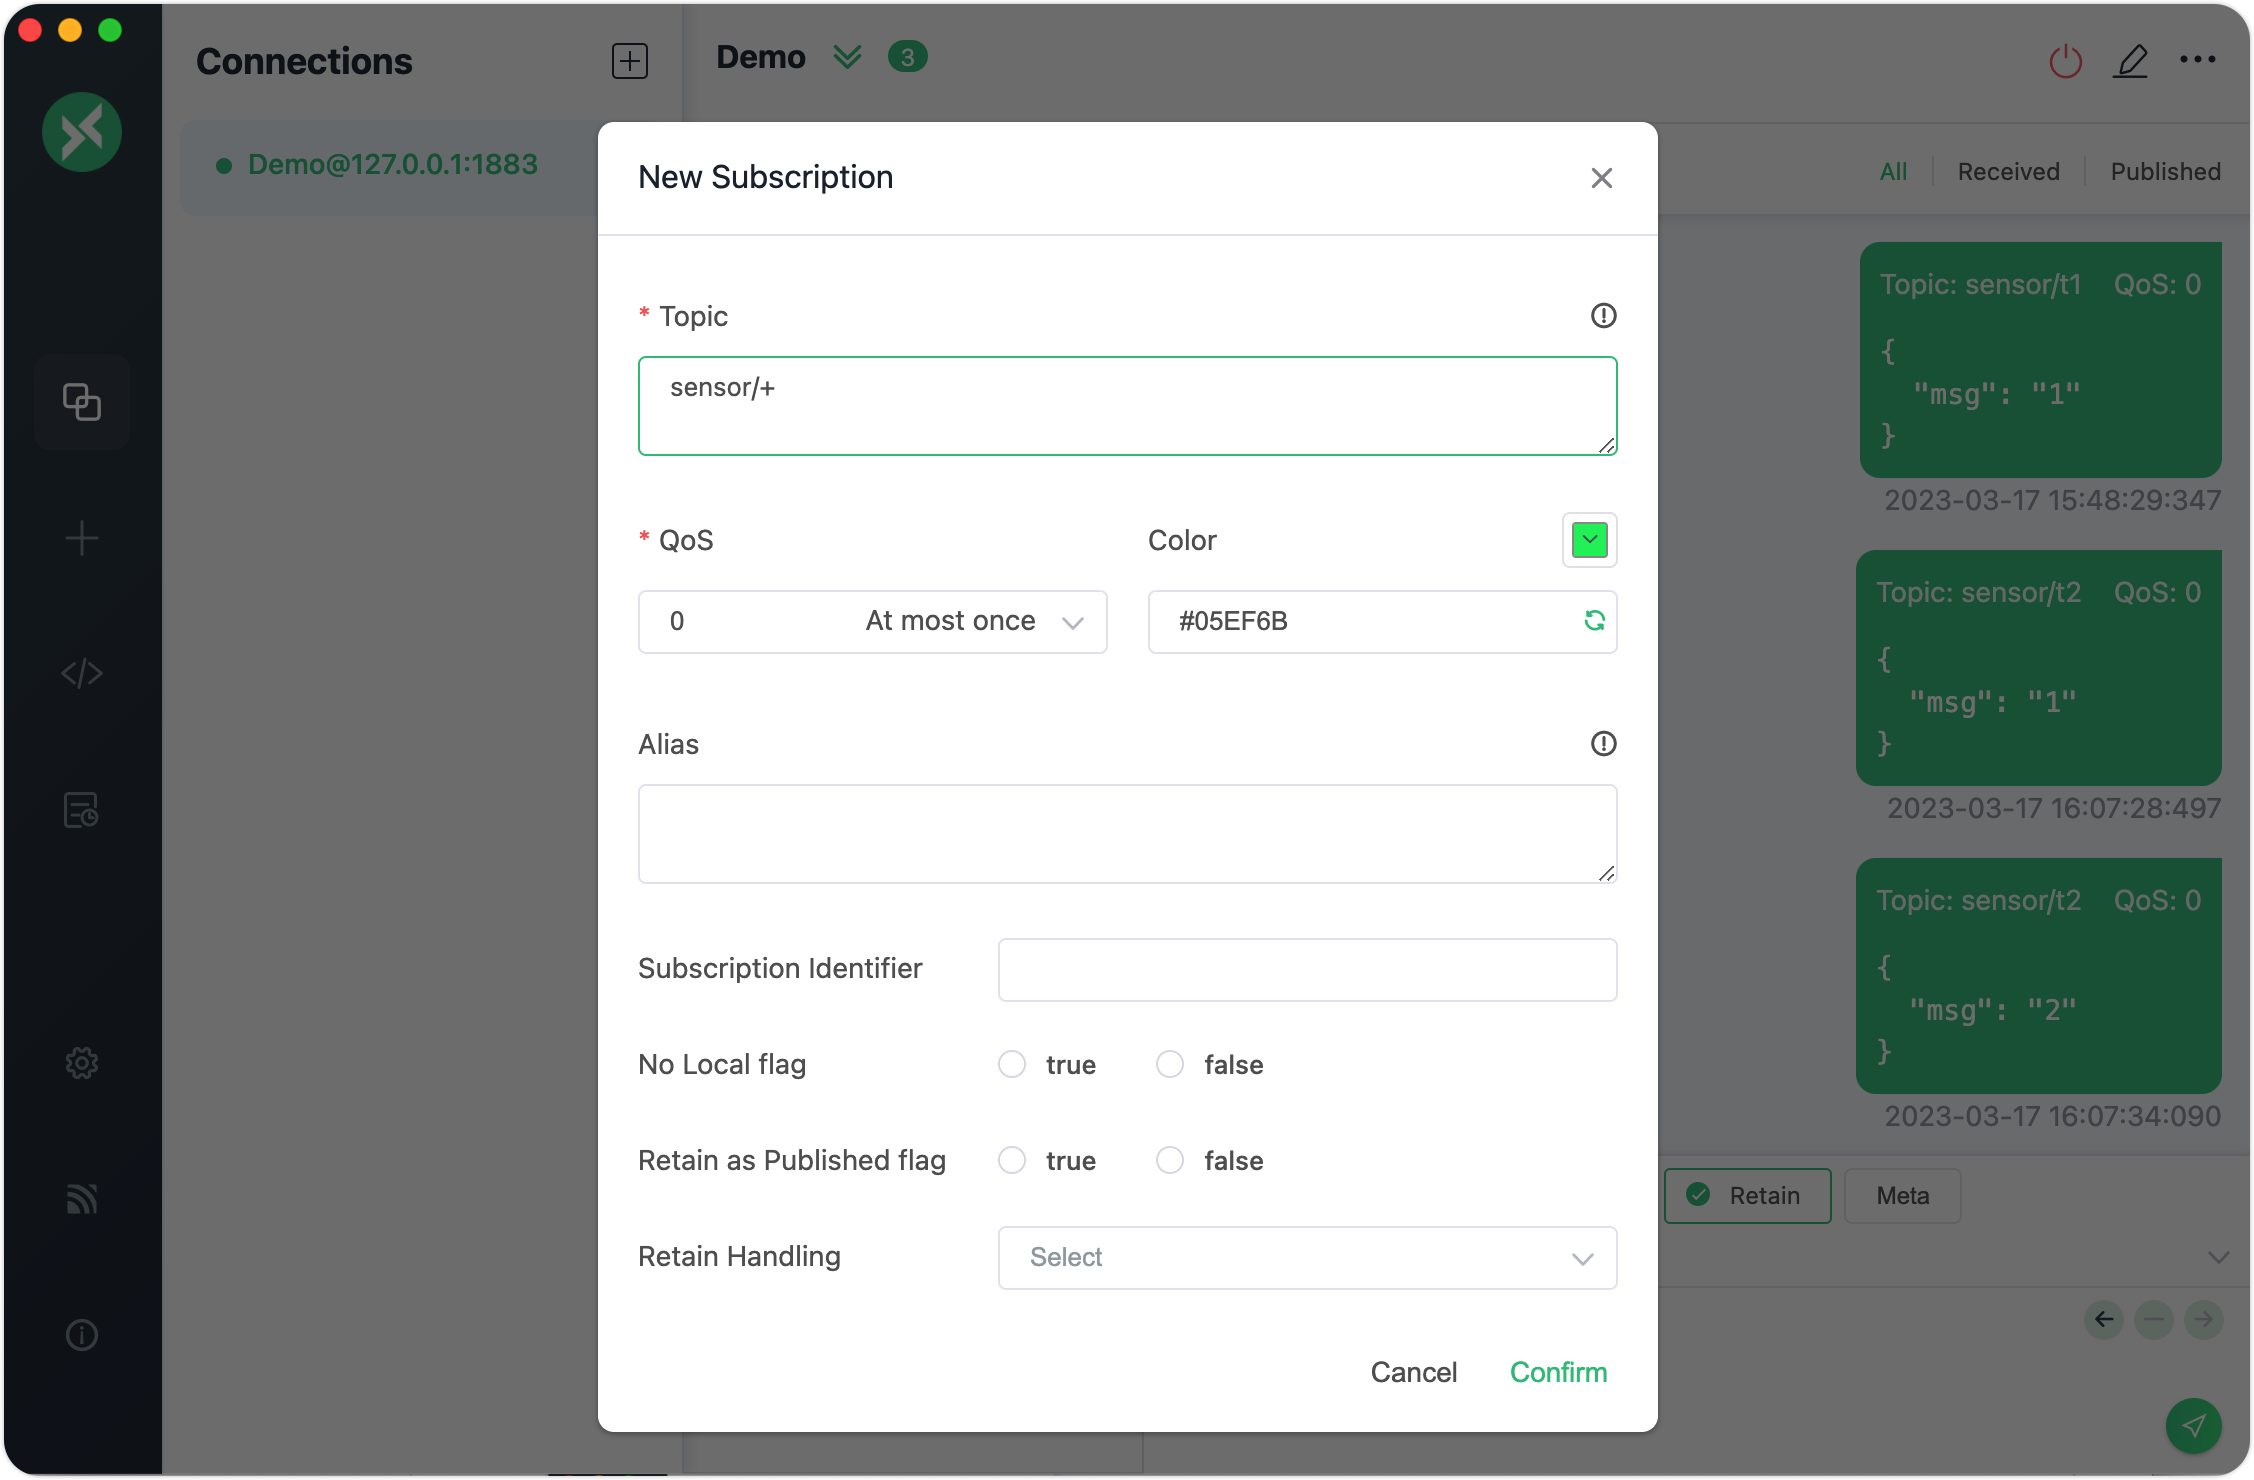 Connections
Demo@127.0.0.1:1883
Demo 3
All Received Published
Topic: sensor/t1 QoS: 0
{
"msg": "1"
}
2023-03-17 15:48:29:347
Topic: sensor/t2 QoS: 0
{
"msg": "1"
}
2023-03-17 16:07:28:497
Topic: sensor/t2 QoS: 0
{
"msg": "2"
}
2023-03-17 16:07:34:090
Retain Meta
New Subscription
* Topic
sensor/+
* QoS Color
0 At most once #05EF6B
Alias
Subscription Identifier
No Local flag true false
Retain as Published flag true false
Retain Handling Select
Cancel Confirm